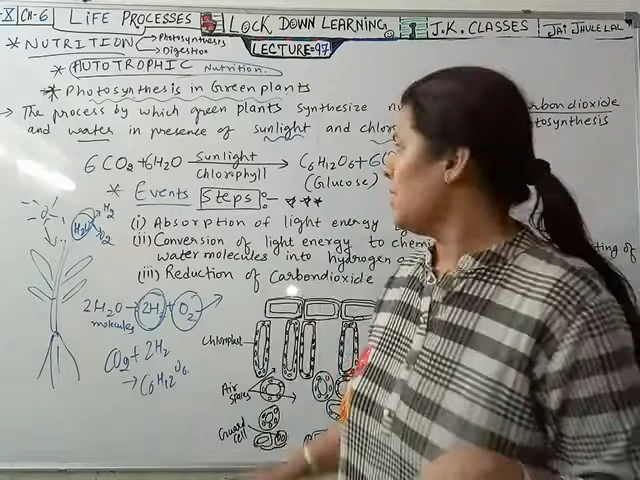 -X CH-6 LIFE PROCESSES LOCK DOWN LEARNING J.K. CLASSES JAI JHULELAL
LECTURE=97
* NUTRITION Photosynthesis
Digestion
* AUTOTROPHIC Nutrition.
* Photosynthesis in Green plants
→ The process by which green plants synthesize
and water in presence of sunlight and
6CO2+6H2O Sunlight → C6H12O6+6
Chlorophyll (Glucose)
* Events Steps
(i) Absorption of light energy
(ii) Conversion of light energy to
water molecules into hydrogen
(iii) Reduction of Carbondioxide
H2O H2
O2
2H2O → 2H2 + O2
molecules
CO2 + 2H2
→ C6H12O6
Chloroplast
Air
spaces
Guard
cell